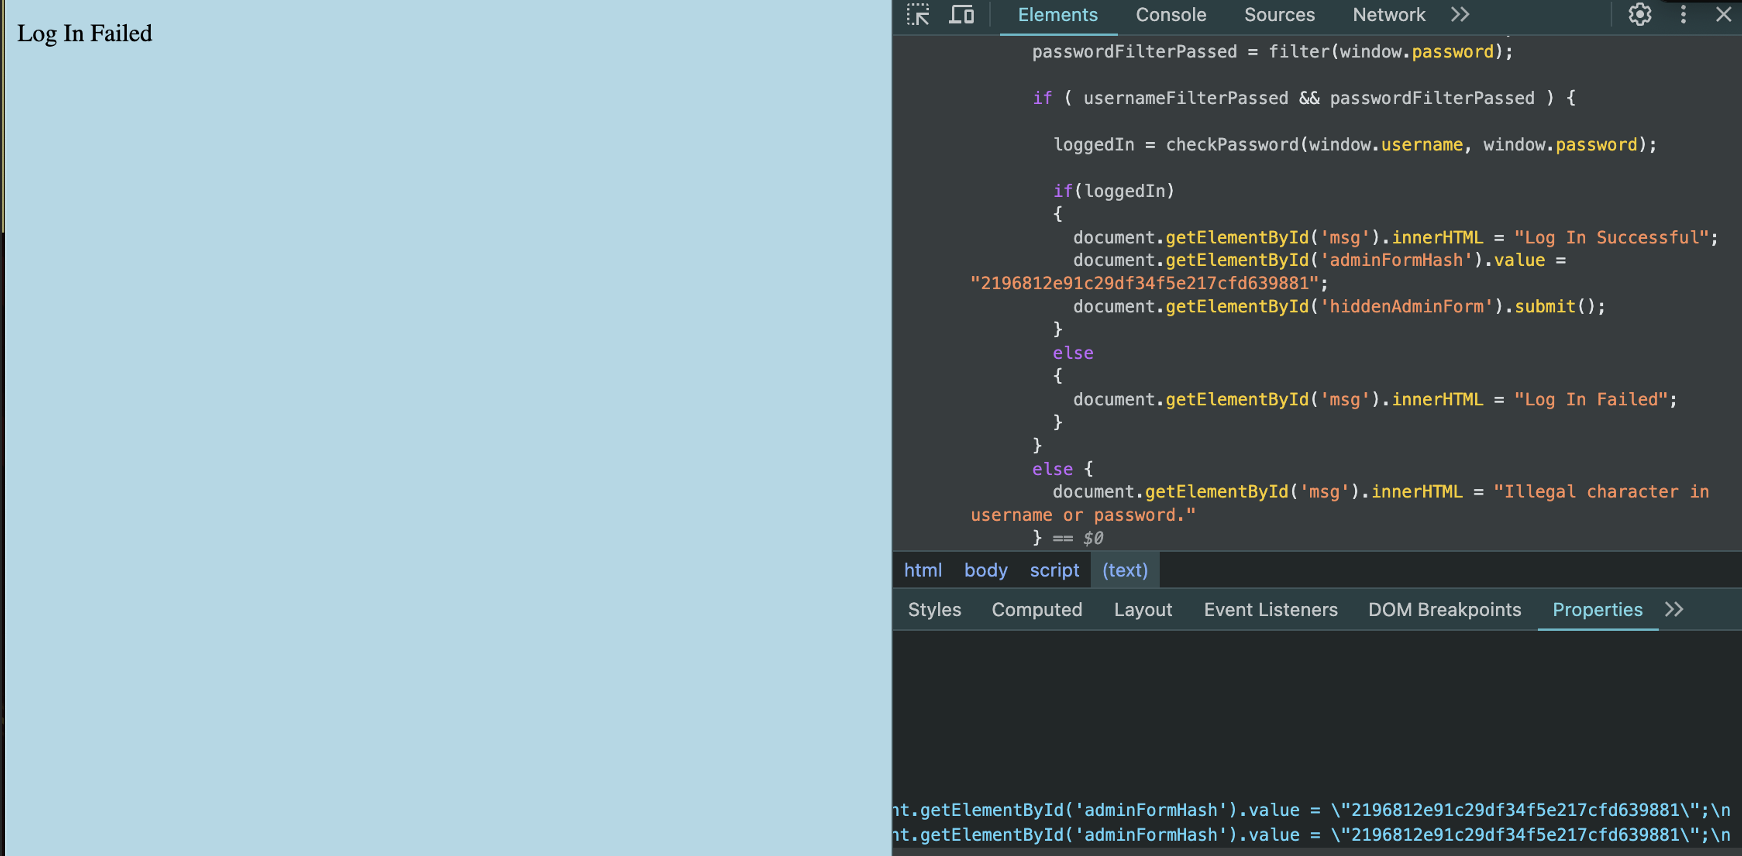 Log In Failed
Elements Console Sources Network
passwordFilterPassed = filter(window.password);
if ( usernameFilterPassed && passwordFilterPassed ) {
loggedIn = checkPassword(window.username, window.password);
if(loggedIn)
{
document.getElementById('msg').innerHTML = "Log In Successful";
document.getElementById('adminFormHash').value =
"2196812e91c29df34f5e217cfd639881";
document.getElementById('hiddenAdminForm').submit();
}
else
{
document.getElementById('msg').innerHTML = "Log In Failed";
}
}
else {
document.getElementById('msg').innerHTML = "Illegal character in
username or password."
} == $0
html body script (text)
Styles Computed Layout Event Listeners DOM Breakpoints Properties
nt.getElementById('adminFormHash').value = \"2196812e91c29df34f5e217cfd639881\";\n
nt.getElementById('adminFormHash').value = \"2196812e91c29df34f5e217cfd639881\";\n